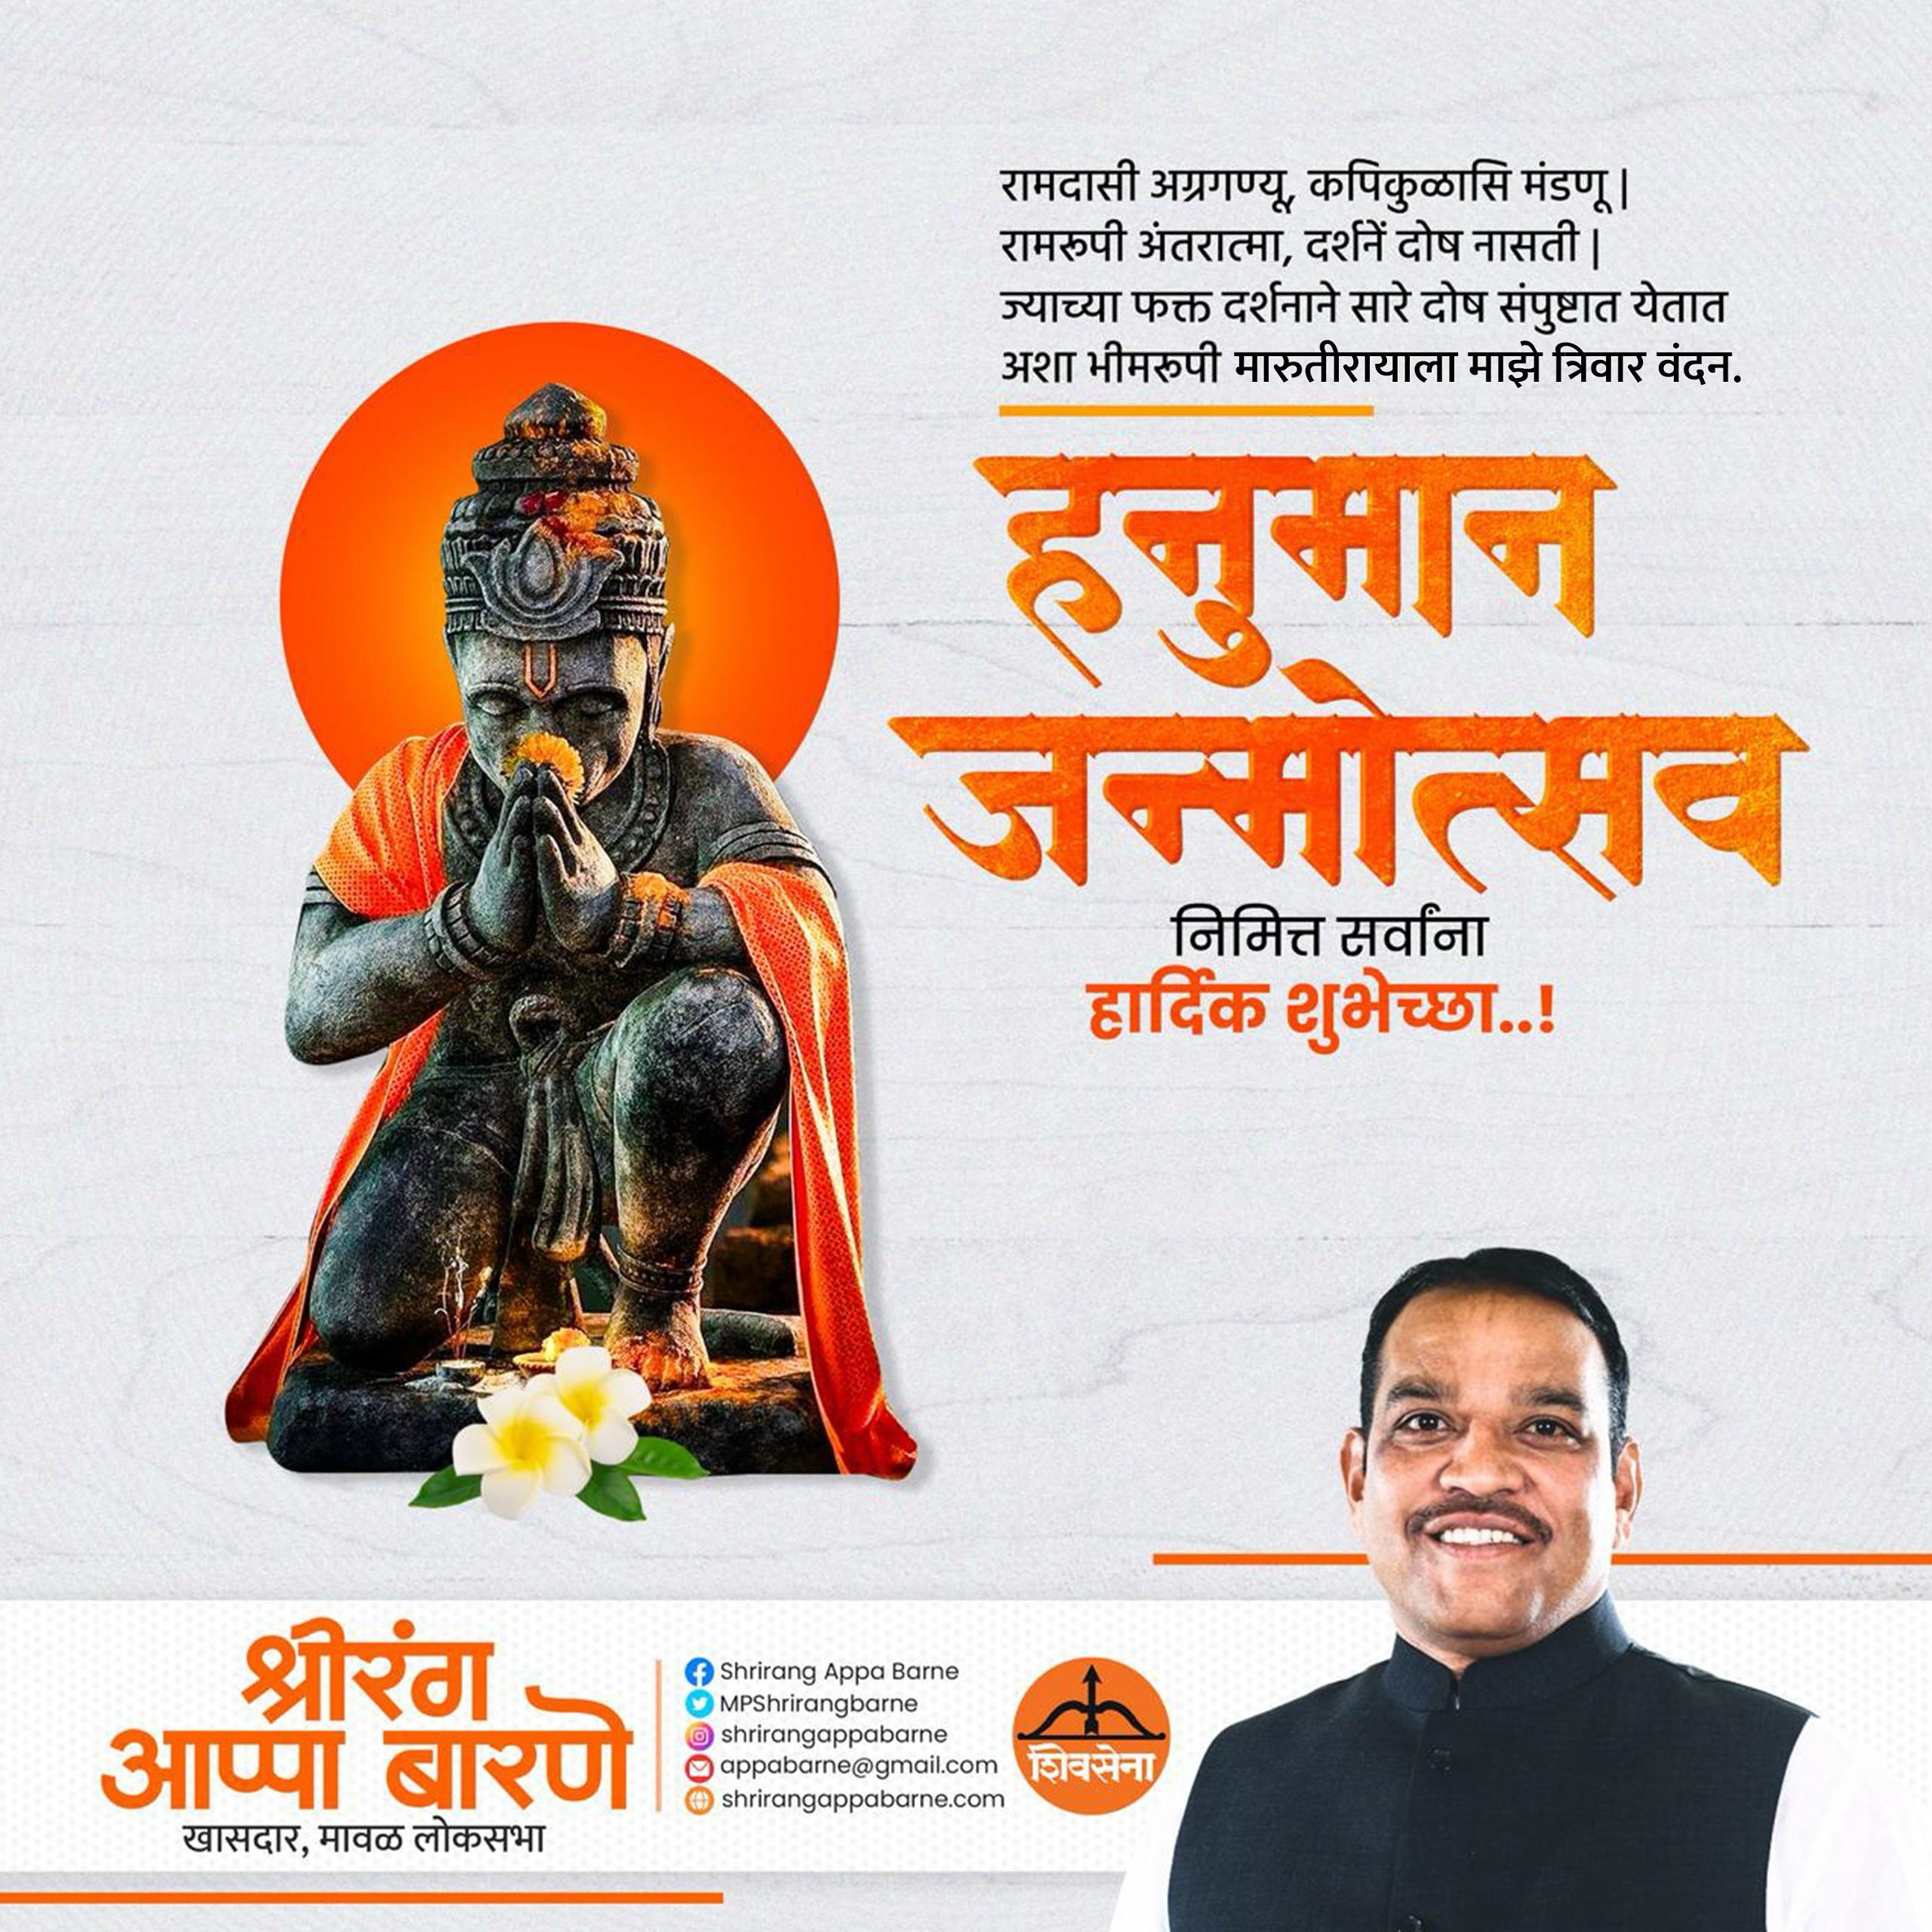 रामदासी अग्रगण्यू, कपिकुळासि मंडणू |
रामरूपी अंतरात्मा, दर्शनें दोष नासती |
ज्याच्या फक्त दर्शनाने सारे दोष संपुष्टात येतात
अशा भीमरूपी मारुतीरायाला माझे त्रिवार वंदन.
हनुमान
जन्मोत्सव
निमित्त सर्वांना
हार्दिक शुभेच्छा..!
श्रीरंग
आप्पा बारणे
खासदार, मावळ लोकसभा
Shrirang Appa Barne
MPShrirangbarne
shrirangappabarne
appabarne@gmail.com
shrirangappabarne.com
शिवसेना